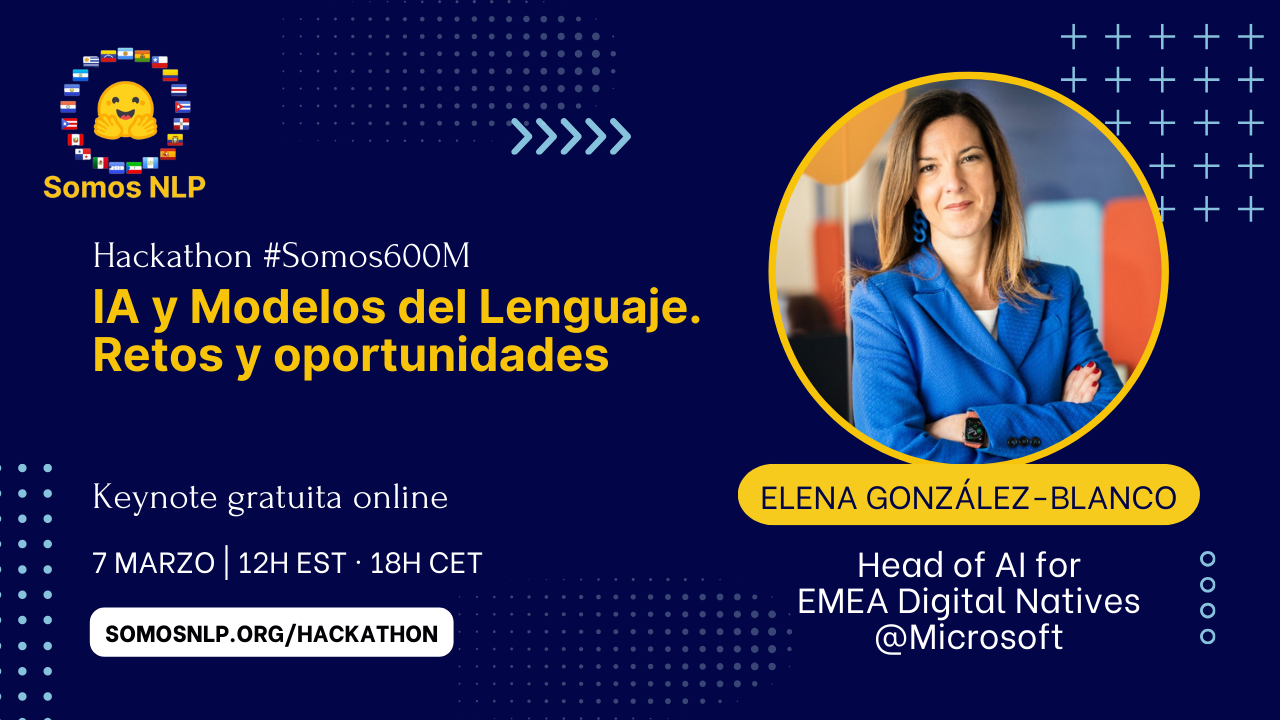 Somos NLP
Hackathon #Somos600M
IA y Modelos del Lenguaje.
Retos y oportunidades
Keynote gratuita online
7 MARZO | 12H EST · 18H CET
SOMOSNLP.ORG/HACKATHON
ELENA GONZÁLEZ-BLANCO
Head of AI for
EMEA Digital Natives
@Microsoft